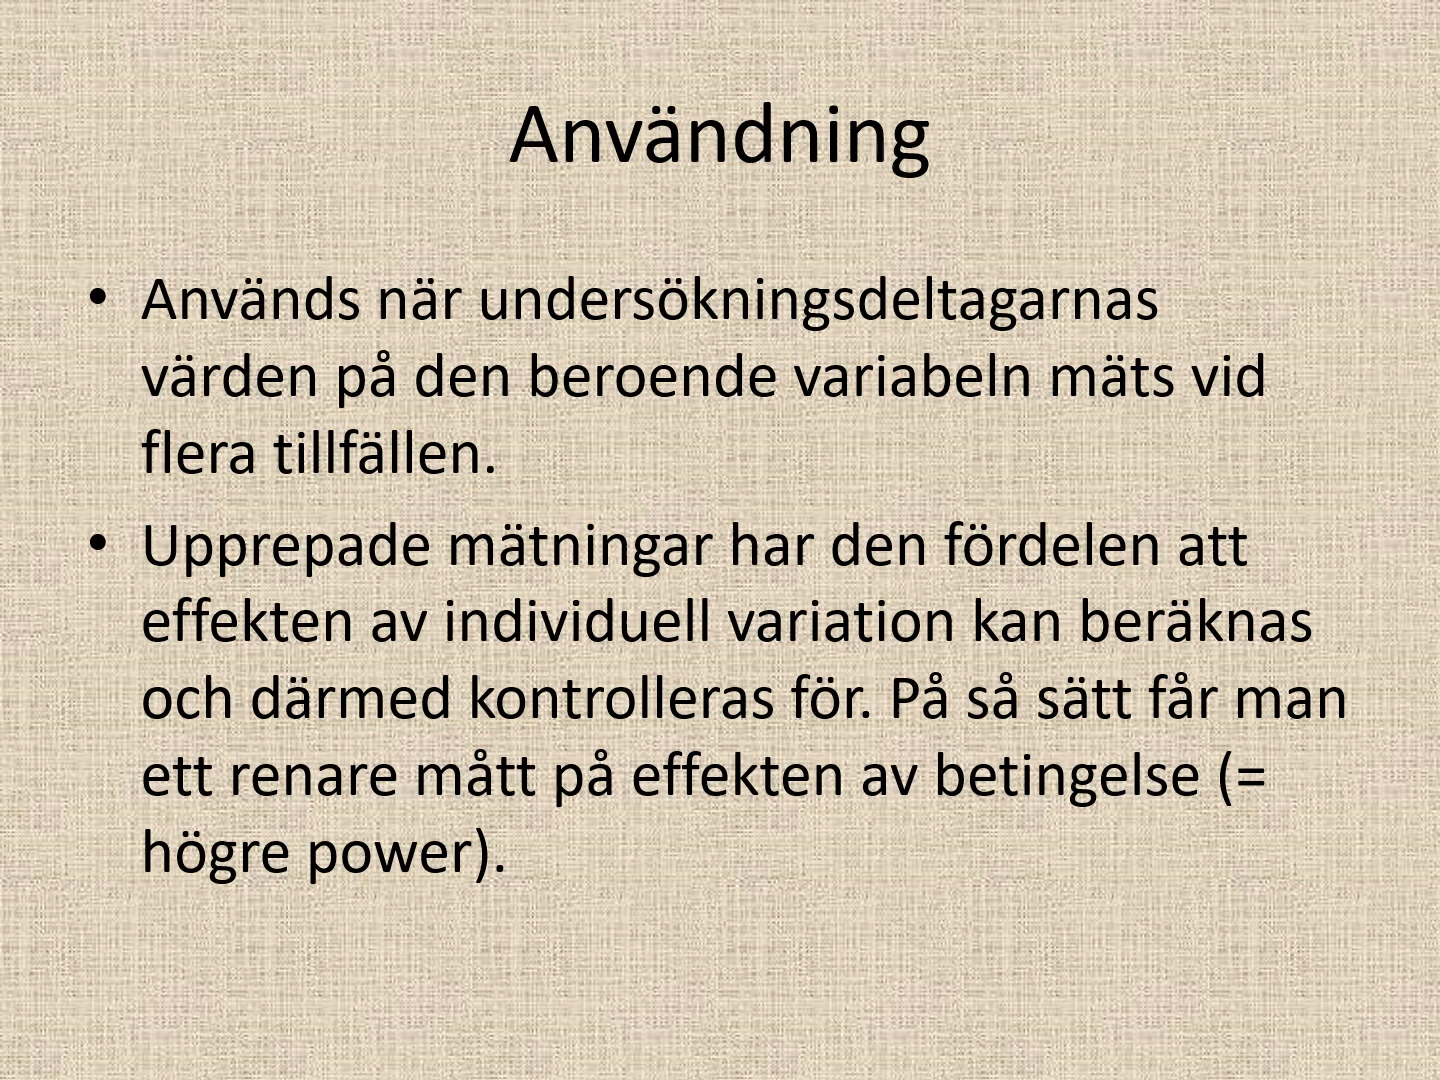 Användning
• Används när undersökningsdeltagarnas
värden på den beroende variabeln mäts vid
flera tillfällen.
• Upprepade mätningar har den fördelen att
effekten av individuell variation kan beräknas
och därmed kontrolleras för. På så sätt får man
ett renare mått på effekten av betingelse (=
högre power).